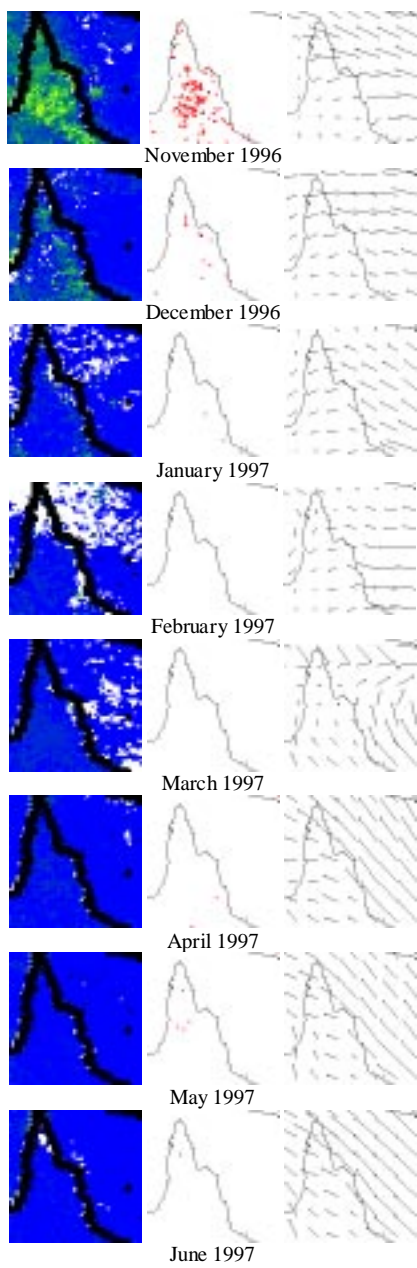 November 1996
December 1996
January 1997
February 1997
March 1997
April 1997
May 1997
June 1997